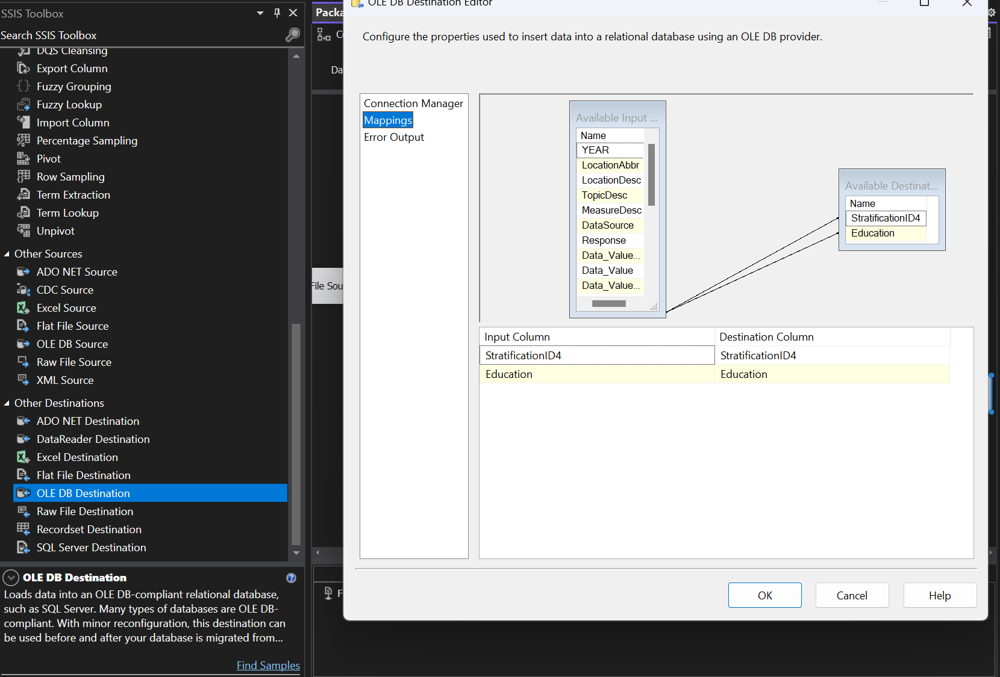 SSIS Toolbox
Search SSIS Toolbox
DQS Cleansing
Export Column
Fuzzy Grouping
Fuzzy Lookup
Import Column
Percentage Sampling
Pivot
Row Sampling
Term Extraction
Term Lookup
Unpivot
Other Sources
ADO NET Source
CDC Source
Excel Source
Flat File Source
OLE DB Source
Raw File Source
XML Source
Other Destinations
ADO NET Destination
DataReader Destination
Excel Destination
Flat File Destination
OLE DB Destination
Raw File Destination
Recordset Destination
SQL Server Destination
OLE DB Destination
Loads data into an OLE DB-compliant relational database,
such as SQL Server. Many types of databases are OLE DB-
compliant. With minor reconfiguration, this destination can
be used before and after your database is migrated from...
Find Samples
Packa
C
Da
File Sou
F
OLE DB Destination Editor
Configure the properties used to insert data into a relational database using an OLE DB provider.
Connection Manager
Mappings
Error Output
Available Input ...
Name
YEAR
LocationAbbr
LocationDesc
TopicDesc
MeasureDesc
DataSource
Response
Data_Value...
Data_Value
Data_Value...
Available Destinat...
Name
StratificationID4
Education
Input Column Destination Column
StratificationID4 StratificationID4
Education Education
OK Cancel Help